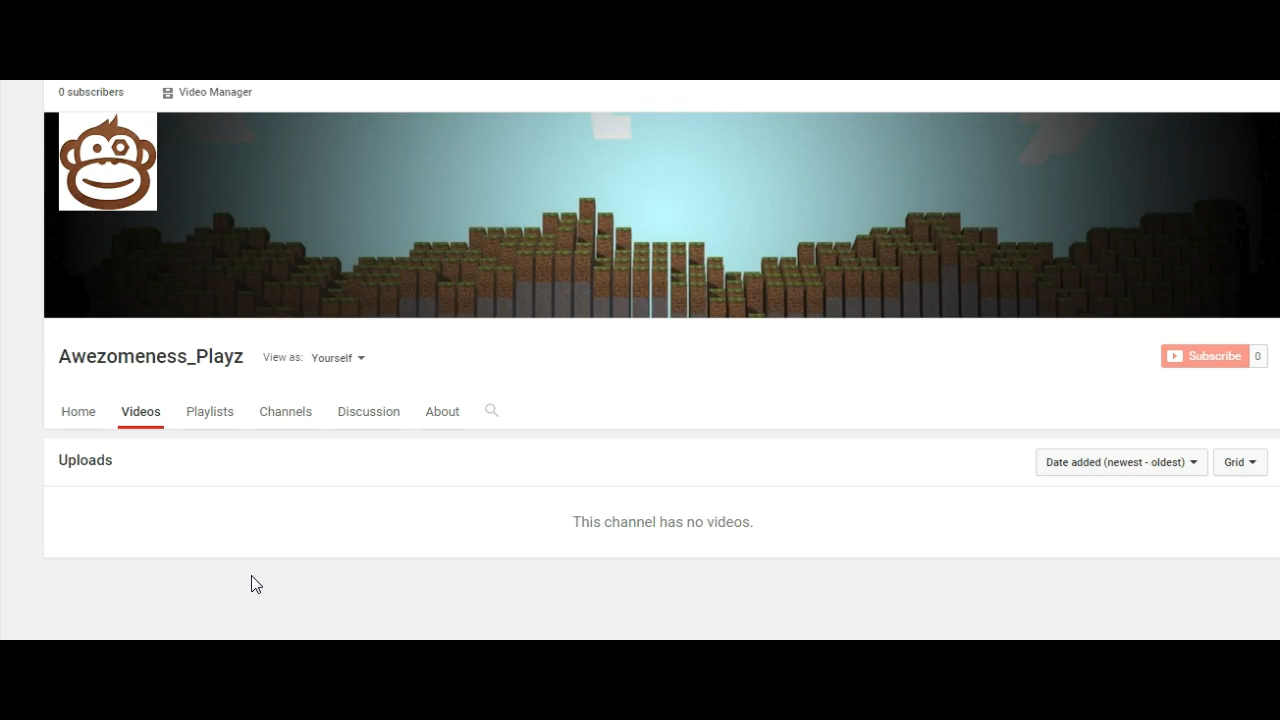 0 subscribers Video Manager
Awezomeness_Playz View as: Yourself
Subscribe 0
Home Videos Playlists Channels Discussion About
Uploads
Date added (newest - oldest) Grid
This channel has no videos.